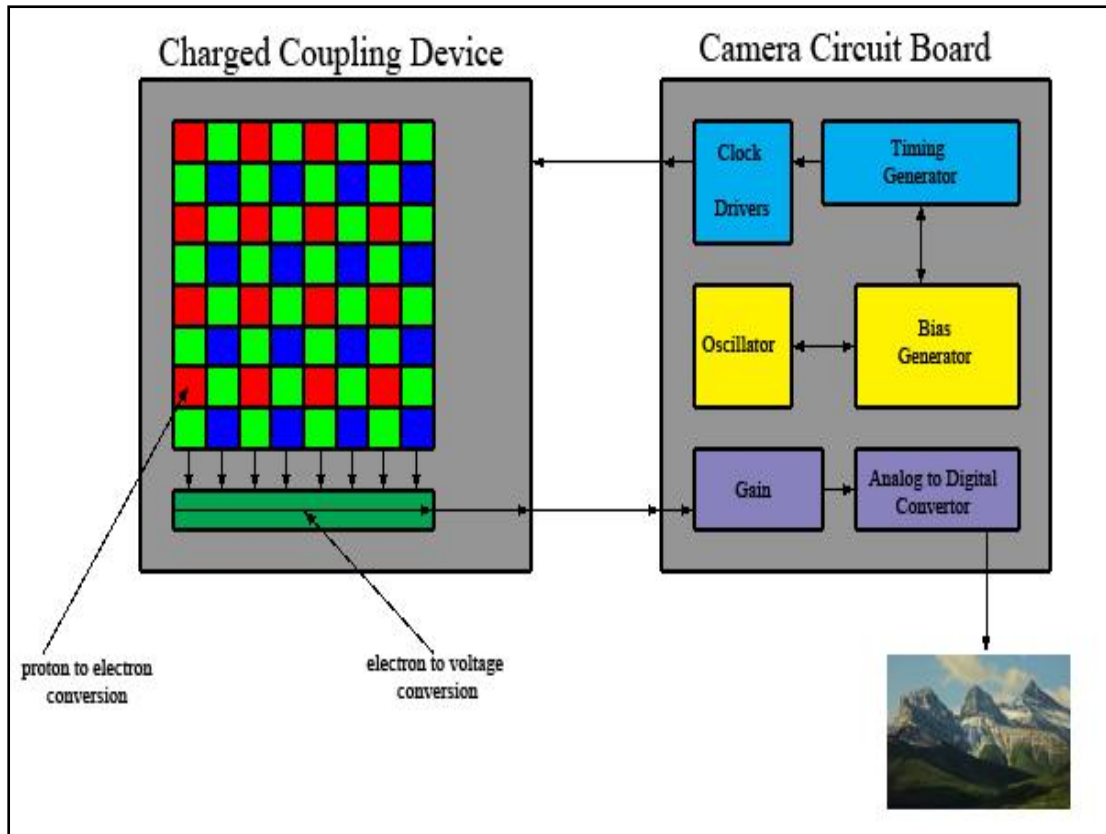 Charged Coupling Device
Camera Circuit Board
Clock
Drivers
Timing
Generator
Oscillator
Bias
Generator
Gain
Analog to Digital
Convertor
proton to electron
conversion
electron to voltage
conversion